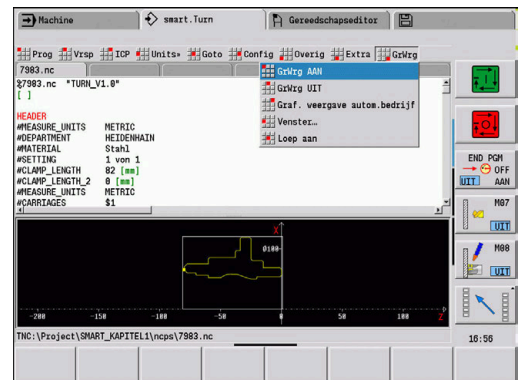 Machine smart.Turn Gereedschapseditor
Prog Vrsp ICP Units» Goto Config Overig Extra GrWrg
7983.nc
GrWrg AAN
GrWrg UIT
Graf. weergave autom.bedrijf
Venster…
Loep aan
%7983.nc "TURN_V1.0"
[ ]
HEADER
#MEASURE_UNITS METRIC
#DEPARTMENT HEIDENHAIN
#MATERIAL Stahl
#SETTING 1 von 1
#CLAMP_LENGTH 82 [mm]
#CLAMP_LENGTH_2 0 [mm]
#MEASURE_UNITS METRIC
#CARRIAGES $1
END PGM
OFF
UIT AAN
M07
UIT
M08
UIT
X
Ø100
-200 -150 -100 -50 0 50 100 Z
TNC:\Project\SMART_KAPITEL1\ncps\7983.nc
16:56